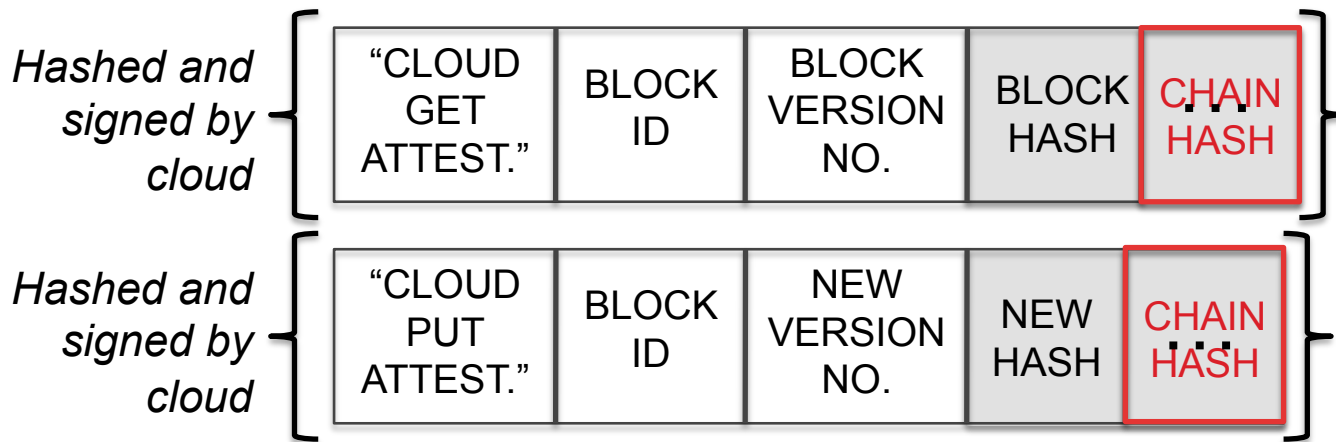 Hashed and
signed by
cloud
“CLOUD
GET
ATTEST.”
BLOCK
ID
BLOCK
VERSION
NO.
BLOCK
HASH
CHAIN
...
HASH
Hashed and
signed by
cloud
“CLOUD
PUT
ATTEST.”
BLOCK
ID
NEW
VERSION
NO.
NEW
HASH
CHAIN
...
HASH